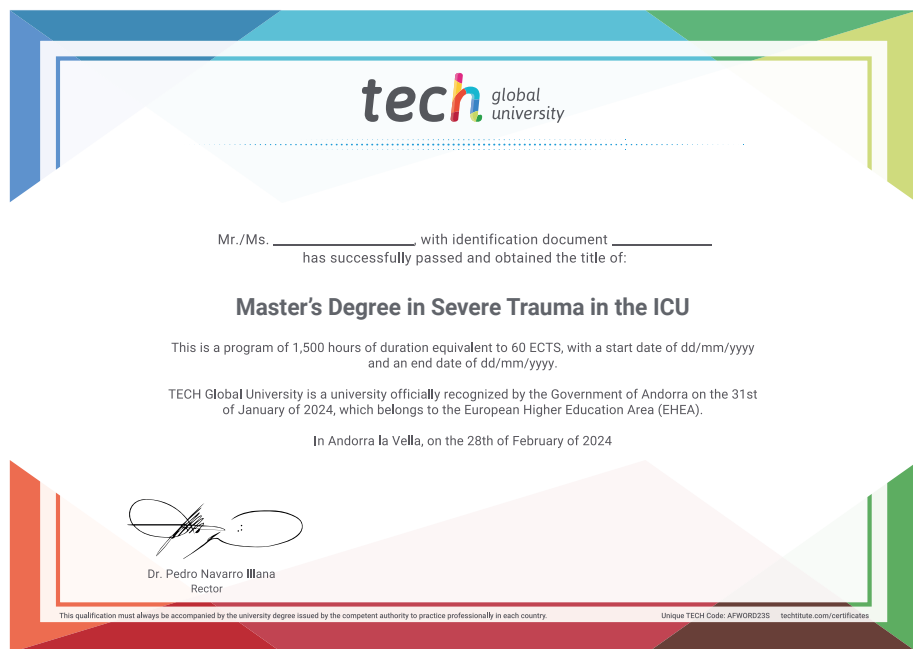 tech global
university
Mr./Ms. ____________, with identification document ____________
has successfully passed and obtained the title of:
Master's Degree in Severe Trauma in the ICU
This is a program of 1,500 hours of duration equivalent to 60 ECTS, with a start date of dd/mm/yyyy
and an end date of dd/mm/yyyy.
TECH Global University is a university officially recognized by the Government of Andorra on the 31st
of January of 2024, which belongs to the European Higher Education Area (EHEA).
In Andorra la Vella, on the 28th of February of 2024
Dr. Pedro Navarro Illana
Rector
This qualification must always be accompanied by the university degree issued by the competent authority to practice professionally in each country.
Unique TECH Code: AFWORD23S techtitute.com/certificates